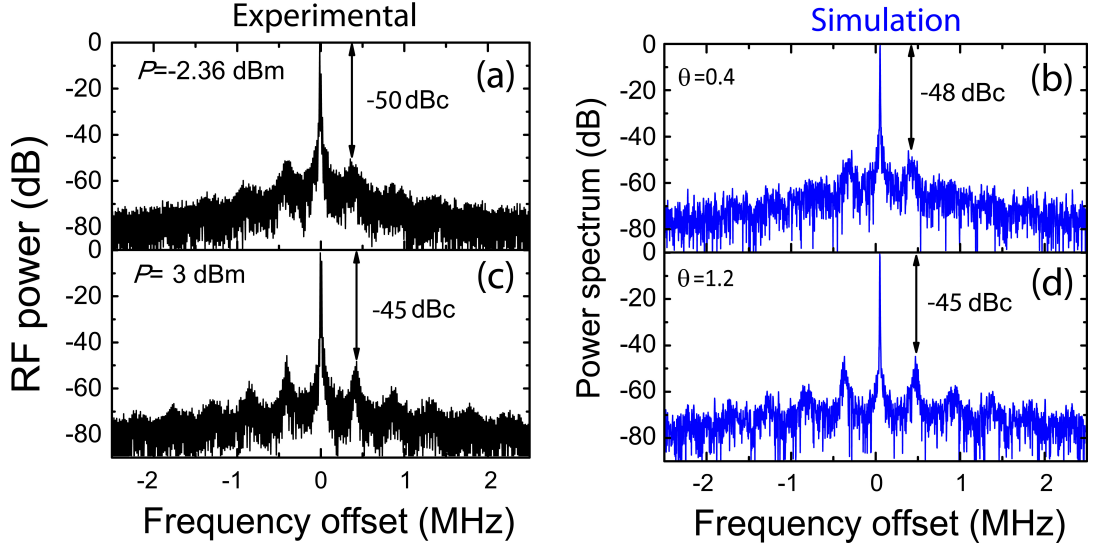 Experimental
Simulation
RF power (dB)
0
-20
-40
-60
-80
P=-2.36 dBm
(a)
-50 dBc
0
-20
-40
-60
-80
P= 3 dBm
(c)
-45 dBc
-2 -1 0 1 2
Frequency offset (MHz)
Power spectrum (dB)
0
-20
-40
-60
-80
θ=0.4
(b)
-48 dBc
0
-20
-40
-60
-80
θ=1.2
(d)
-45 dBc
-2 -1 0 1 2
Frequency offset (MHz)